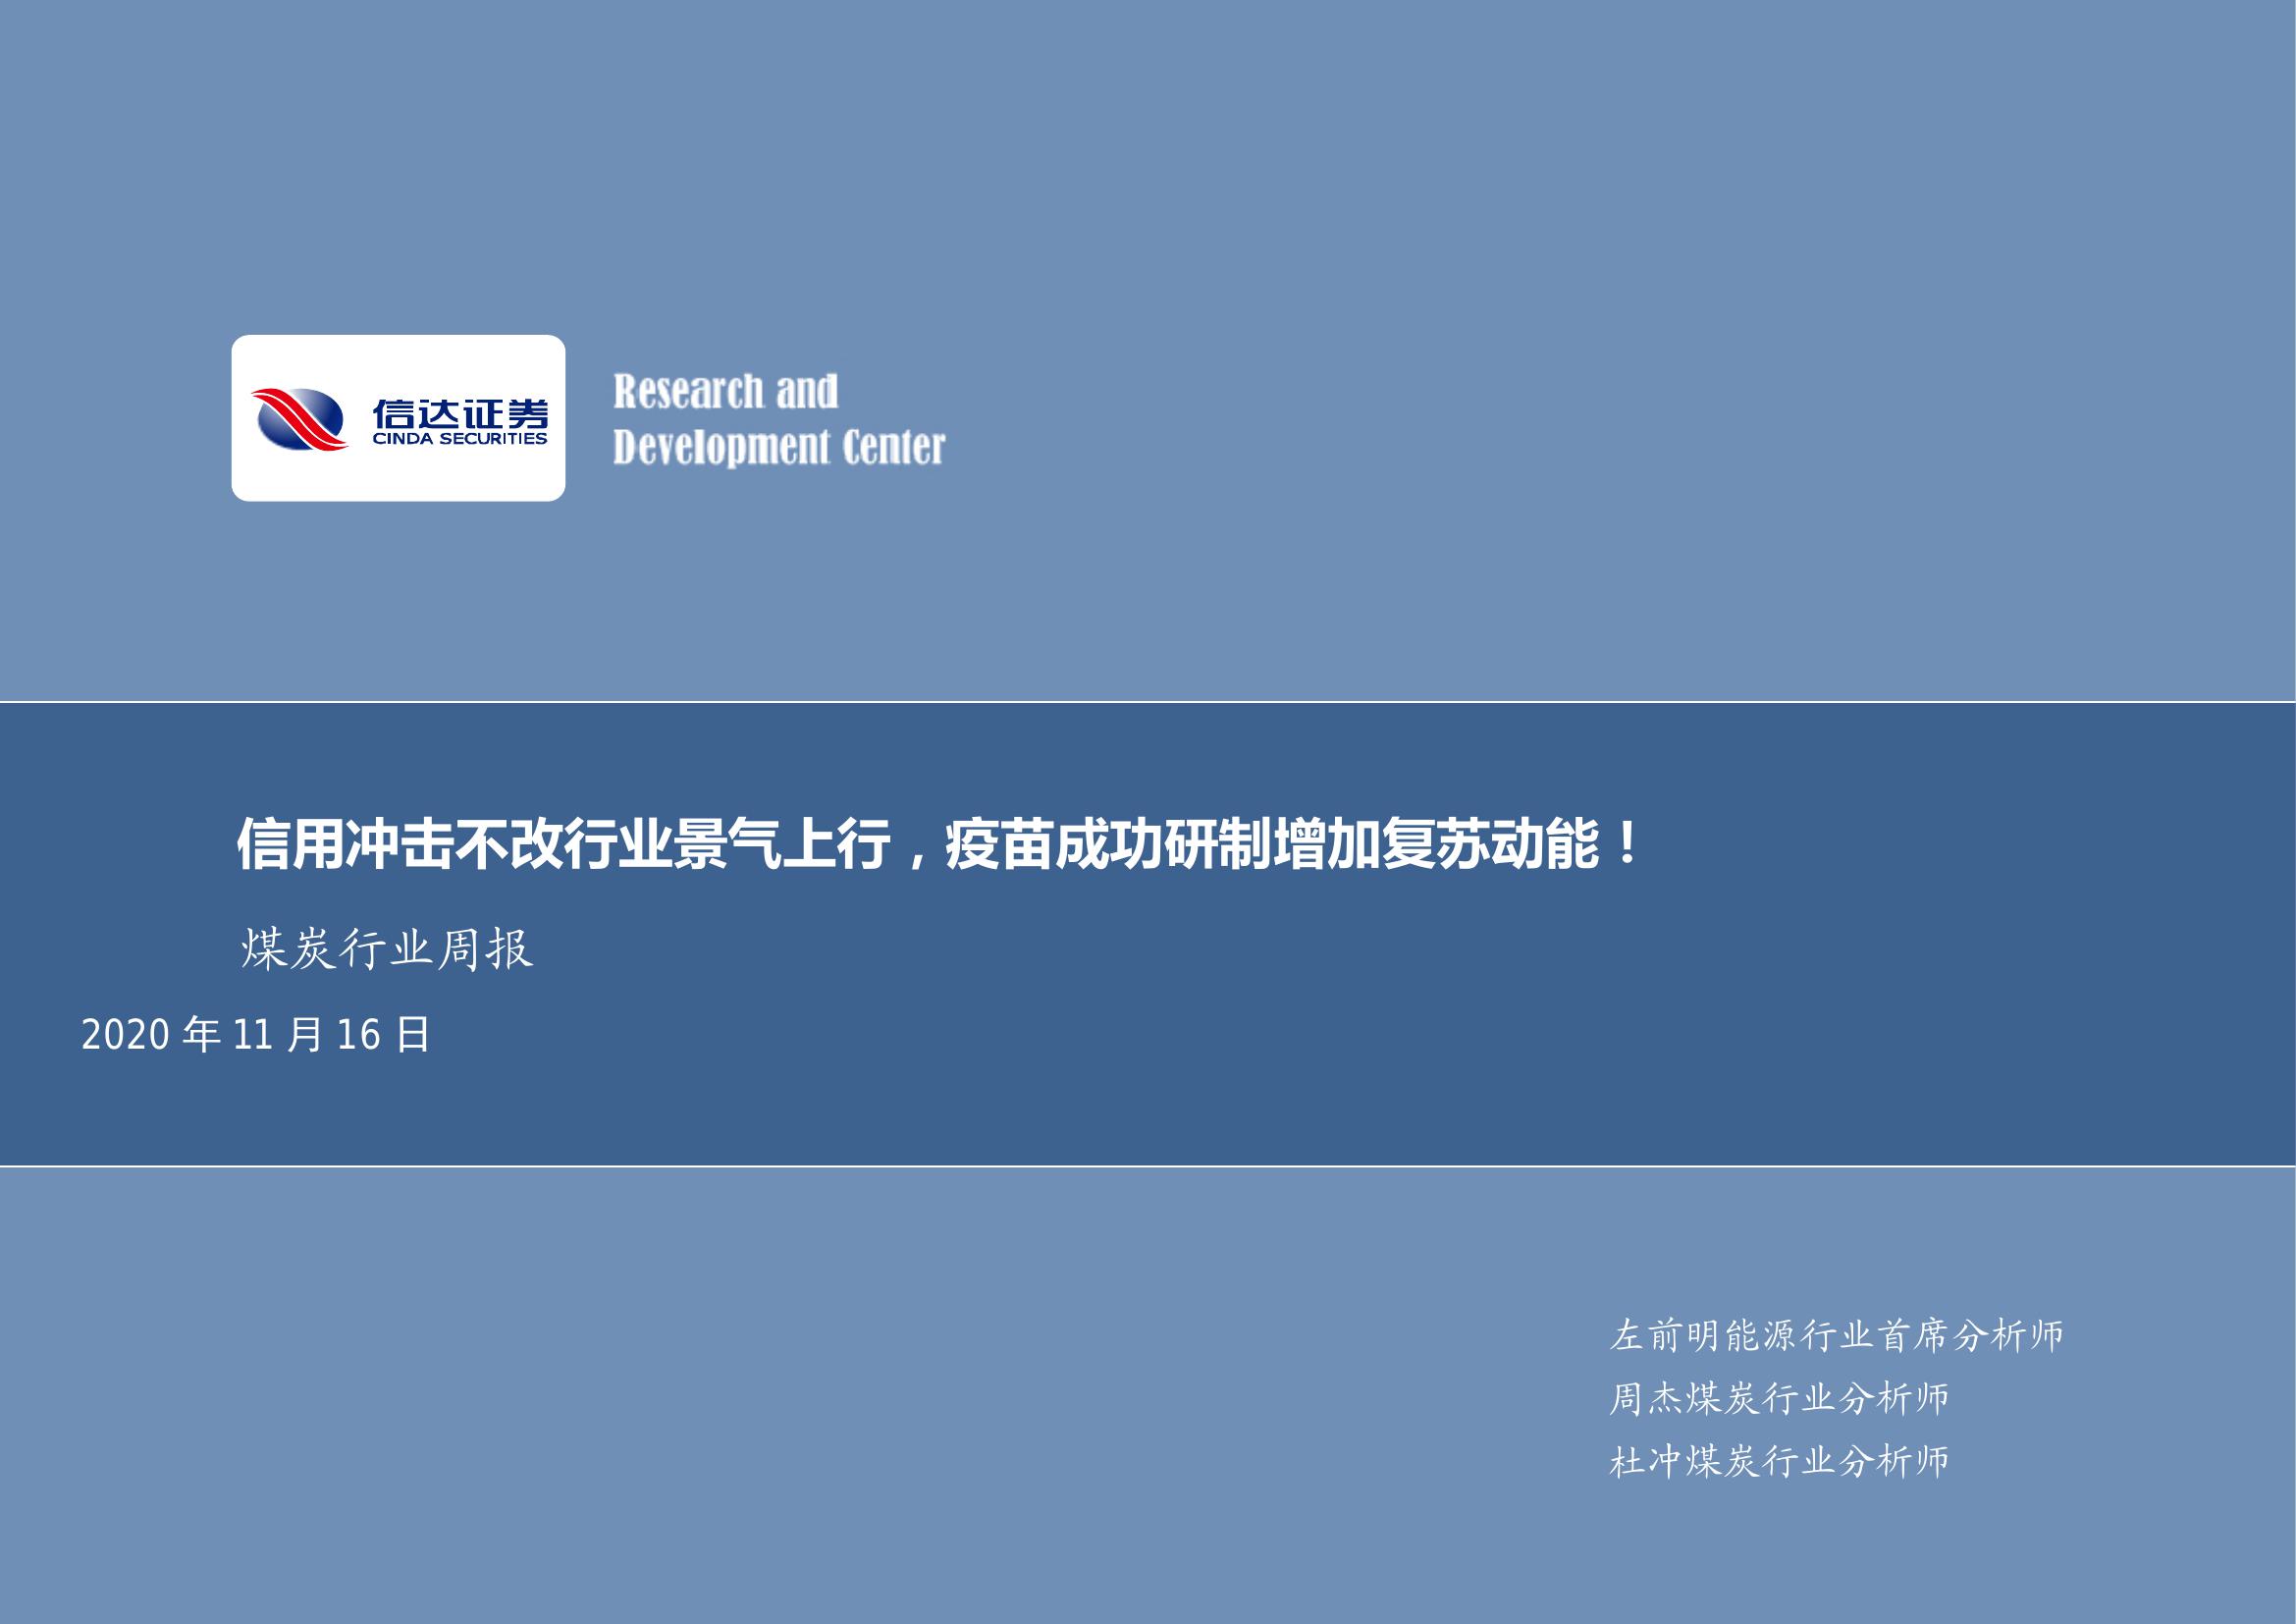 信达证券
CINDA SECURITIES
Research and
Development Center
信用冲击不改行业景气上行，疫苗成功研制增加复苏动能！
煤炭行业周报
2020 年 11 月 16 日
左前明能源行业首席分析师
周杰煤炭行业分析师
杜冲煤炭行业分析师